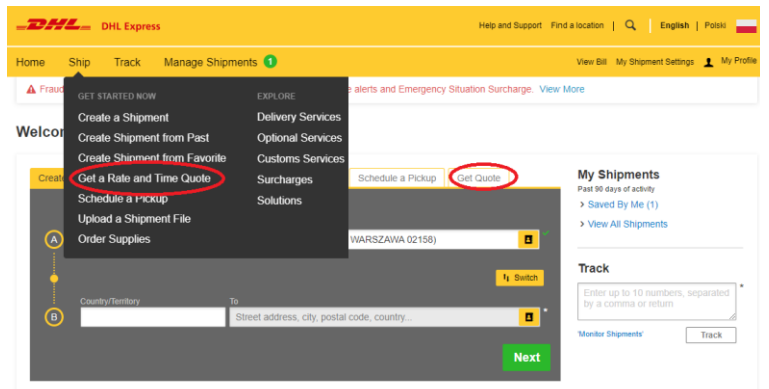 DHL DHL Express
Help and Support Find a location | English | Polski
Home Ship Track Manage Shipments 1
View Bill My Shipment Settings My Profile
Fraud
e alerts and Emergency Situation Surcharge. View More
GET STARTED NOW
Create a Shipment
Create Shipment from Past
Create Shipment from Favorite
Get a Rate and Time Quote
Schedule a Pickup
Upload a Shipment File
Order Supplies
EXPLORE
Delivery Services
Optional Services
Customs Services
Surcharges
Solutions
Welcor
Create
Schedule a Pickup
Get Quote
A
WARSZAWA 02158)
Switch
Country/Territory
To
B
Street address, city, postal code, country...
*
Next
My Shipments
Past 90 days of activity
> Saved By Me (1)
> View All Shipments
Track
Enter up to 10 numbers, separated
by a comma or return
*
'Monitor Shipments'
Track